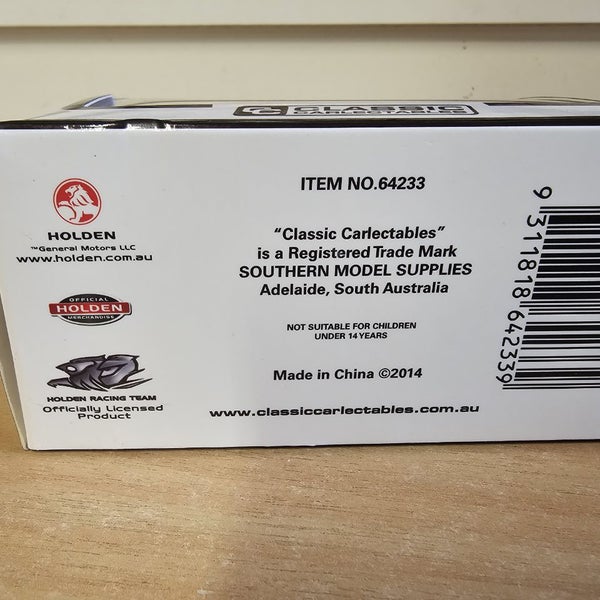 CLASSIC
CARLECTABLES
HOLDEN
™General Motors LLC
www.holden.com.au
OFFICIAL
HOLDEN
MERCHANDISE
HOLDEN RACING TEAM
Officially Licensed
Product
ITEM NO.64233
"Classic Carlectables"
is a Registered Trade Mark
SOUTHERN MODEL SUPPLIES
Adelaide, South Australia
NOT SUITABLE FOR CHILDREN
UNDER 14 YEARS
Made in China ©2014
www.classiccarlectables.com.au
9 311818 642339